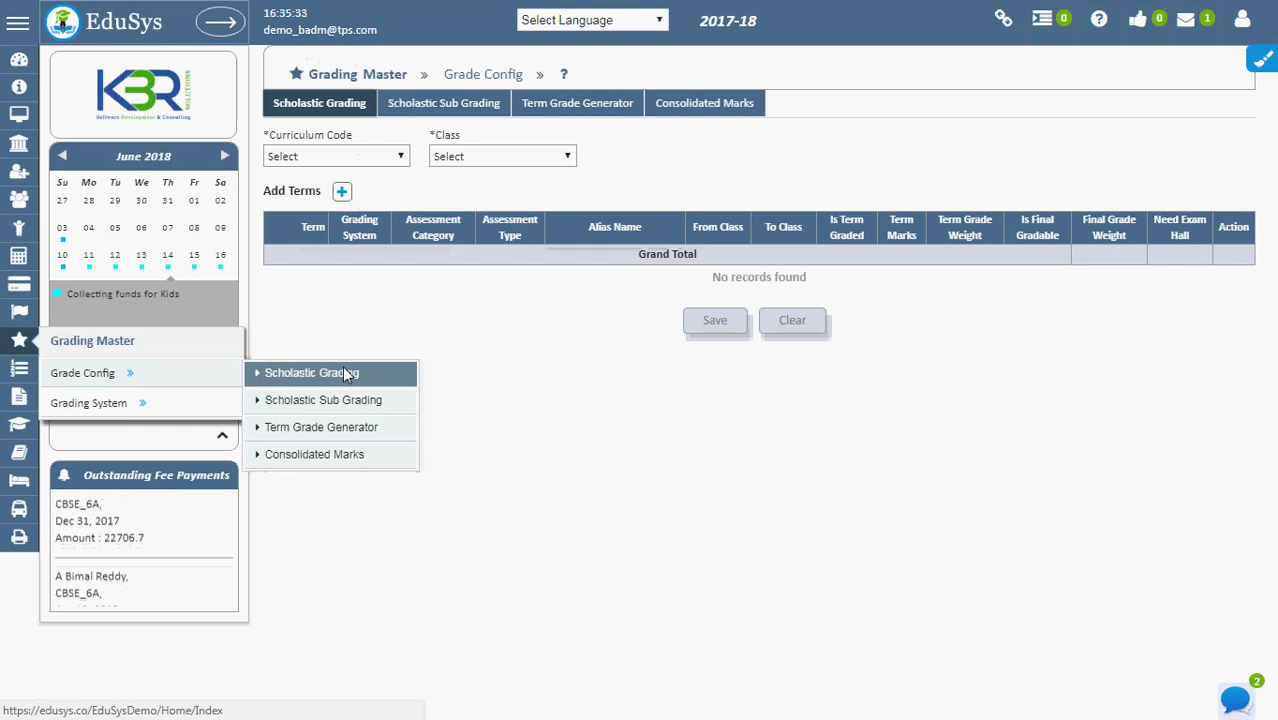 EduSys
16:35:33
demo_badm@tps.com
Select Language
2017-18
0
0
1
KBR
SOLUTIONS
Software Development & Consulting
Grading Master » Grade Config » ?
Scholastic Grading
Scholastic Sub Grading
Term Grade Generator
Consolidated Marks
*Curriculum Code
*Class
Select
Select
Add Terms
Term
Grading System
Assessment Category
Assessment Type
Alias Name
From Class
To Class
Is Term Graded
Term Marks
Term Grade Weight
Is Final Gradable
Final Grade Weight
Need Exam Hall
Action
Grand Total
No records found
Save
Clear
June 2018
Su Mo Tu We Th Fr Sa
27 28 29 30 31 01 02
03 04 05 06 07 08 09
10 11 12 13 14 15 16
Collecting funds for Kids
Grading Master
Grade Config »
Grading System »
Scholastic Grading
Scholastic Sub Grading
Term Grade Generator
Consolidated Marks
Outstanding Fee Payments
CBSE_6A,
Dec 31, 2017
Amount : 22706.7
A Bimal Reddy,
CBSE_6A,
https://edusys.co/EduSysDemo/Home/Index
2